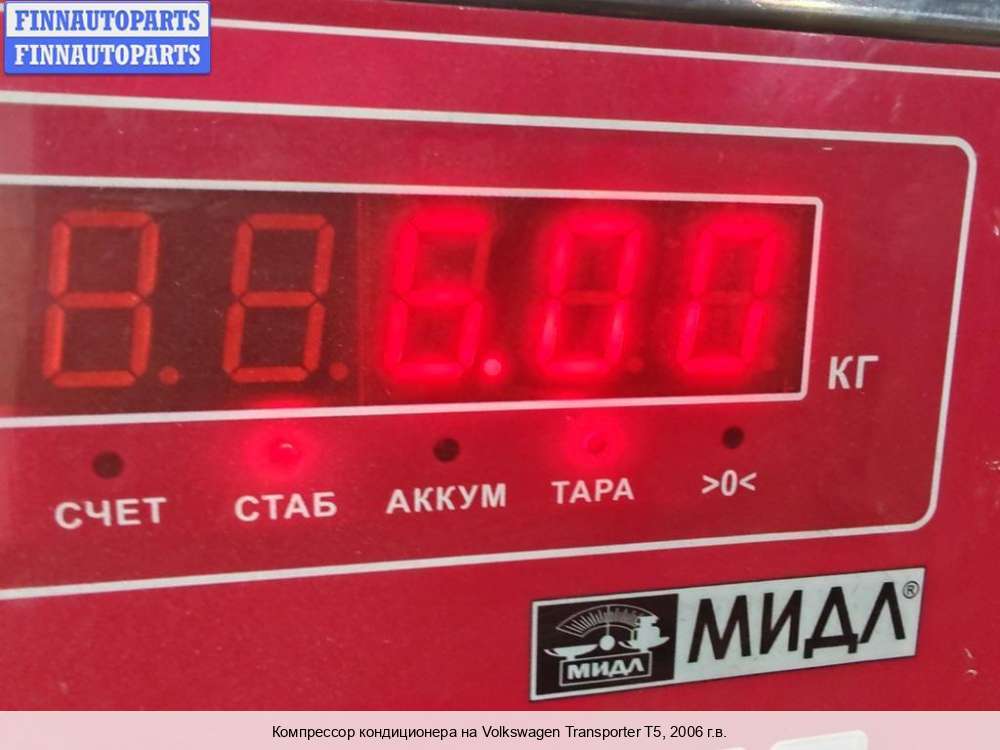 FINNAUTOPARTS
FINNAUTOPARTS
6.00
КГ
СЧЕТ СТАБ АККУМ ТАРА >0<
МИДЛ МИДЛ®
Компрессор кондиционера на Volkswagen Transporter T5, 2006 г.в.